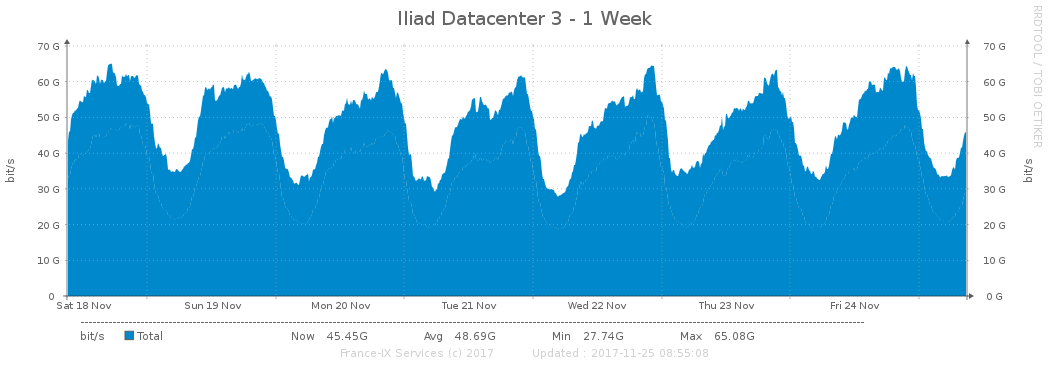 Iliad Datacenter 3 - 1 Week
RRDTOOL / TOBI OETIKER
70 G 70 G
60 G 60 G
50 G 50 G
40 G 40 G
30 G 30 G
20 G 20 G
10 G 10 G
0 0 G
bit/s bit/s
Sat 18 Nov Sun 19 Nov Mon 20 Nov Tue 21 Nov Wed 22 Nov Thu 23 Nov Fri 24 Nov
bit/s Total Now 45.45G Avg 48.69G Min 27.74G Max 65.08G
France-IX Services (c) 2017 Updated : 2017-11-25 08:55:08